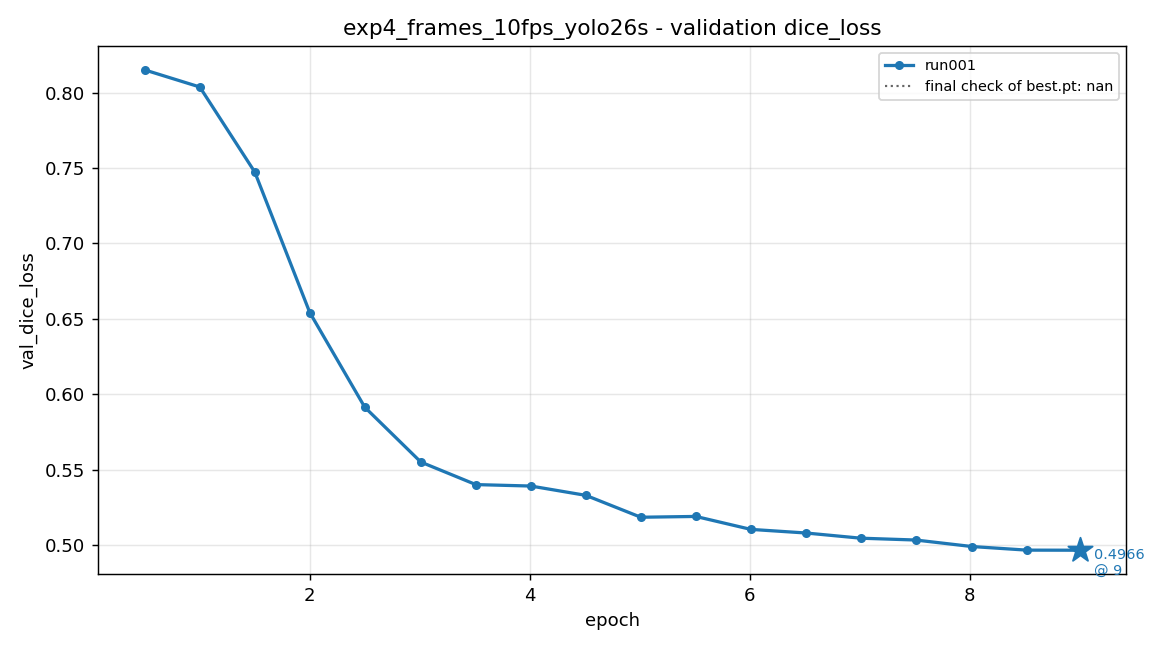 exp4_frames_10fps_yolo26s - validation dice_loss
run001
final check of best.pt: nan
val_dice_loss
0.80
0.75
0.70
0.65
0.60
0.55
0.50
0.4966
@ 9
2 4 6 8
epoch